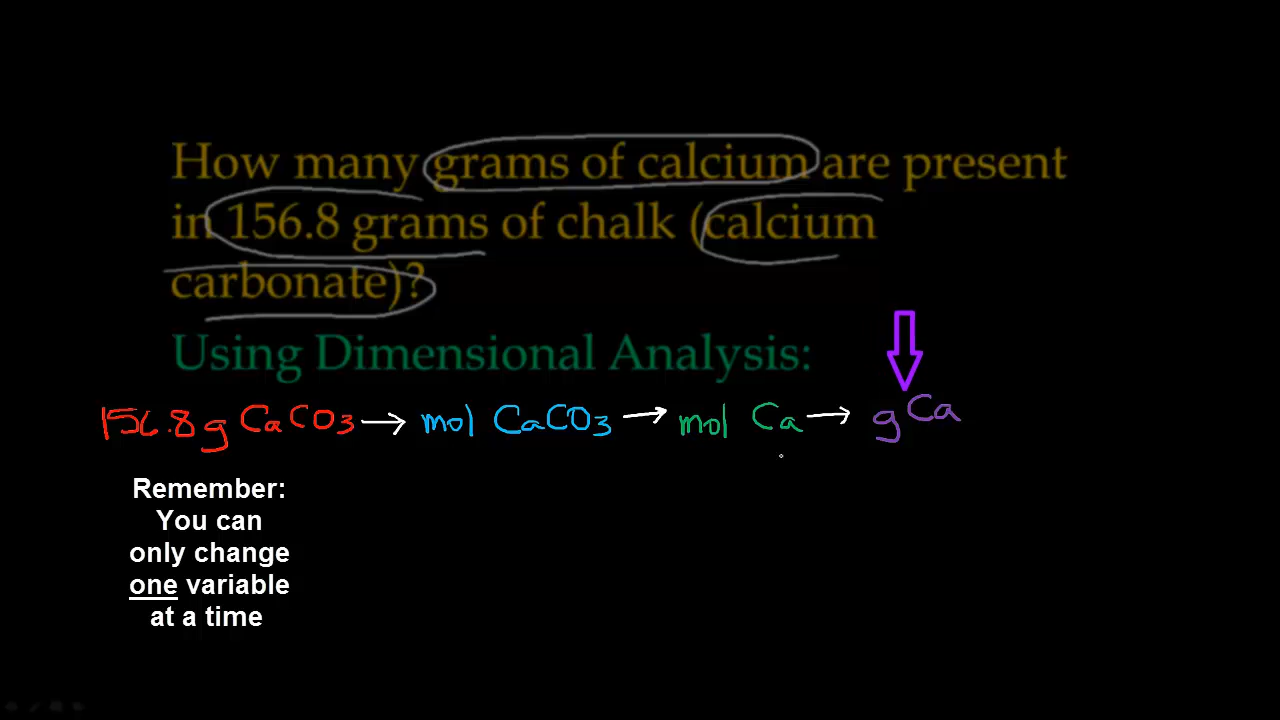 How many grams of calcium are present
in 156.8 grams of chalk (calcium
carbonate)?
Using Dimensional Analysis:
156.8g CaCO3 → mol CaCO3 → mol Ca → g Ca
Remember:
You can
only change
one variable
at a time